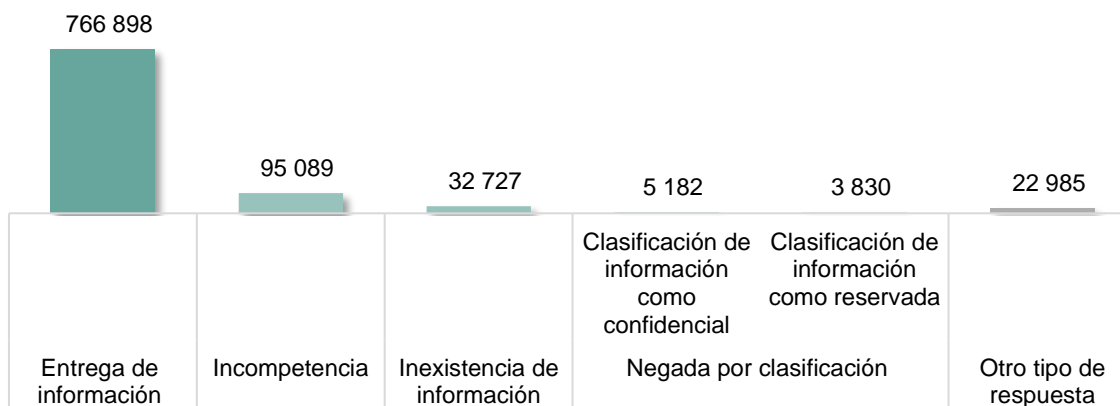 766 898
95 089
32 727
5 182
3 830
22 985
Clasificación de
información
como
confidencial
Clasificación de
información
como reservada
Entrega de
información
Incompetencia
Inexistencia de
información
Negada por clasificación
Otro tipo de
respuesta